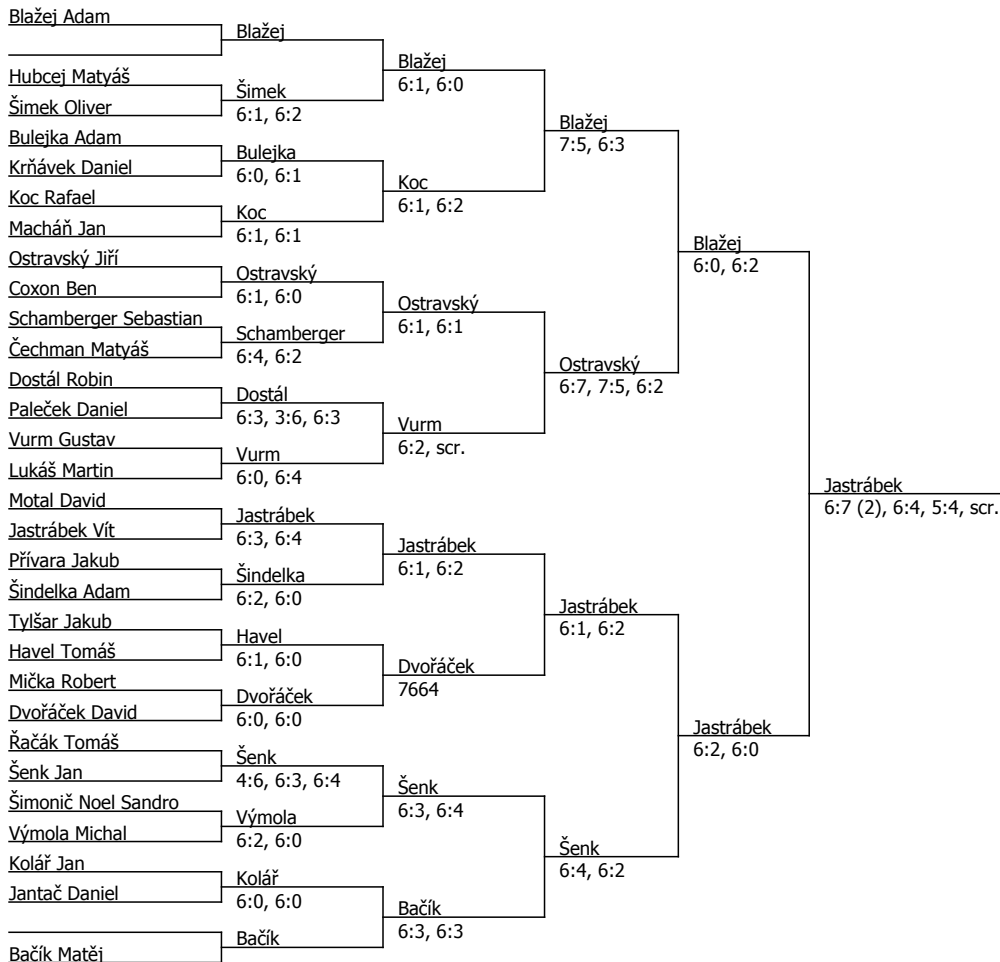 Blažej Adam
Hubcej Matyáš
Šimek Oliver
Bulejka Adam
Krňávek Daniel
Koc Rafael
Macháň Jan
Ostravský Jiří
Coxon Ben
Schamberger Sebastian
Čechman Matyáš
Dostál Robin
Paleček Daniel
Vurm Gustav
Lukáš Martin
Motal David
Jastrábek Vít
Přívara Jakub
Šindelka Adam
Tylšar Jakub
Havel Tomáš
Mička Robert
Dvořáček David
Řačák Tomáš
Šenk Jan
Šimonič Noel Sandro
Výmola Michal
Kolář Jan
Jantač Daniel
Bačík Matěj
Blažej
Šimek
6:1, 6:2
Bulejka
6:0, 6:1
Koc
6:1, 6:1
Ostravský
6:1, 6:0
Schamberger
6:4, 6:2
Dostál
6:3, 3:6, 6:3
Vurm
6:0, 6:4
Jastrábek
6:3, 6:4
Šindelka
6:2, 6:0
Havel
6:1, 6:0
Dvořáček
6:0, 6:0
Šenk
4:6, 6:3, 6:4
Výmola
6:2, 6:0
Kolář
6:0, 6:0
Bačík
Blažej
6:1, 6:0
Koc
6:1, 6:2
Ostravský
6:1, 6:1
Vurm
6:2, scr.
Jastrábek
6:1, 6:2
Dvořáček
7664
Šenk
6:3, 6:4
Bačík
6:3, 6:3
Blažej
7:5, 6:3
Ostravský
6:7, 7:5, 6:2
Jastrábek
6:1, 6:2
Šenk
6:4, 6:2
Blažej
6:0, 6:2
Jastrábek
6:2, 6:0
Jastrábek
6:7 (2), 6:4, 5:4, scr.